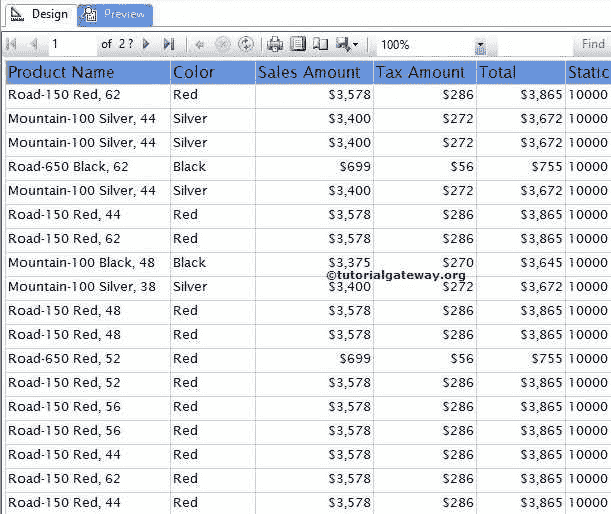 Design Preview
1 of 2 ? 100% Find
Product Name Color Sales Amount Tax Amount Total Static
Road-150 Red, 62 Red $3,578 $286 $3,865 10000
Mountain-100 Silver, 44 Silver $3,400 $272 $3,672 10000
Mountain-100 Silver, 44 Silver $3,400 $272 $3,672 10000
Road-650 Black, 62 Black $699 $56 $755 10000
Mountain-100 Silver, 44 Silver $3,400 $272 $3,672 10000
Road-150 Red, 44 Red $3,578 $286 $3,865 10000
Road-150 Red, 62 Red $3,578 $286 $3,865 10000
Mountain-100 Black, 48 Black $3,375 $270 $3,645 10000
©tutorialgateway.org
Mountain-100 Silver, 38 Silver $3,400 $272 $3,672 10000
Road-150 Red, 48 Red $3,578 $286 $3,865 10000
Road-150 Red, 48 Red $3,578 $286 $3,865 10000
Road-650 Red, 52 Red $699 $56 $755 10000
Road-150 Red, 52 Red $3,578 $286 $3,865 10000
Road-150 Red, 56 Red $3,578 $286 $3,865 10000
Road-150 Red, 56 Red $3,578 $286 $3,865 10000
Road-150 Red, 44 Red $3,578 $286 $3,865 10000
Road-150 Red, 62 Red $3,578 $286 $3,865 10000
Road-150 Red, 44 Red $3,578 $286 $3,865 10000